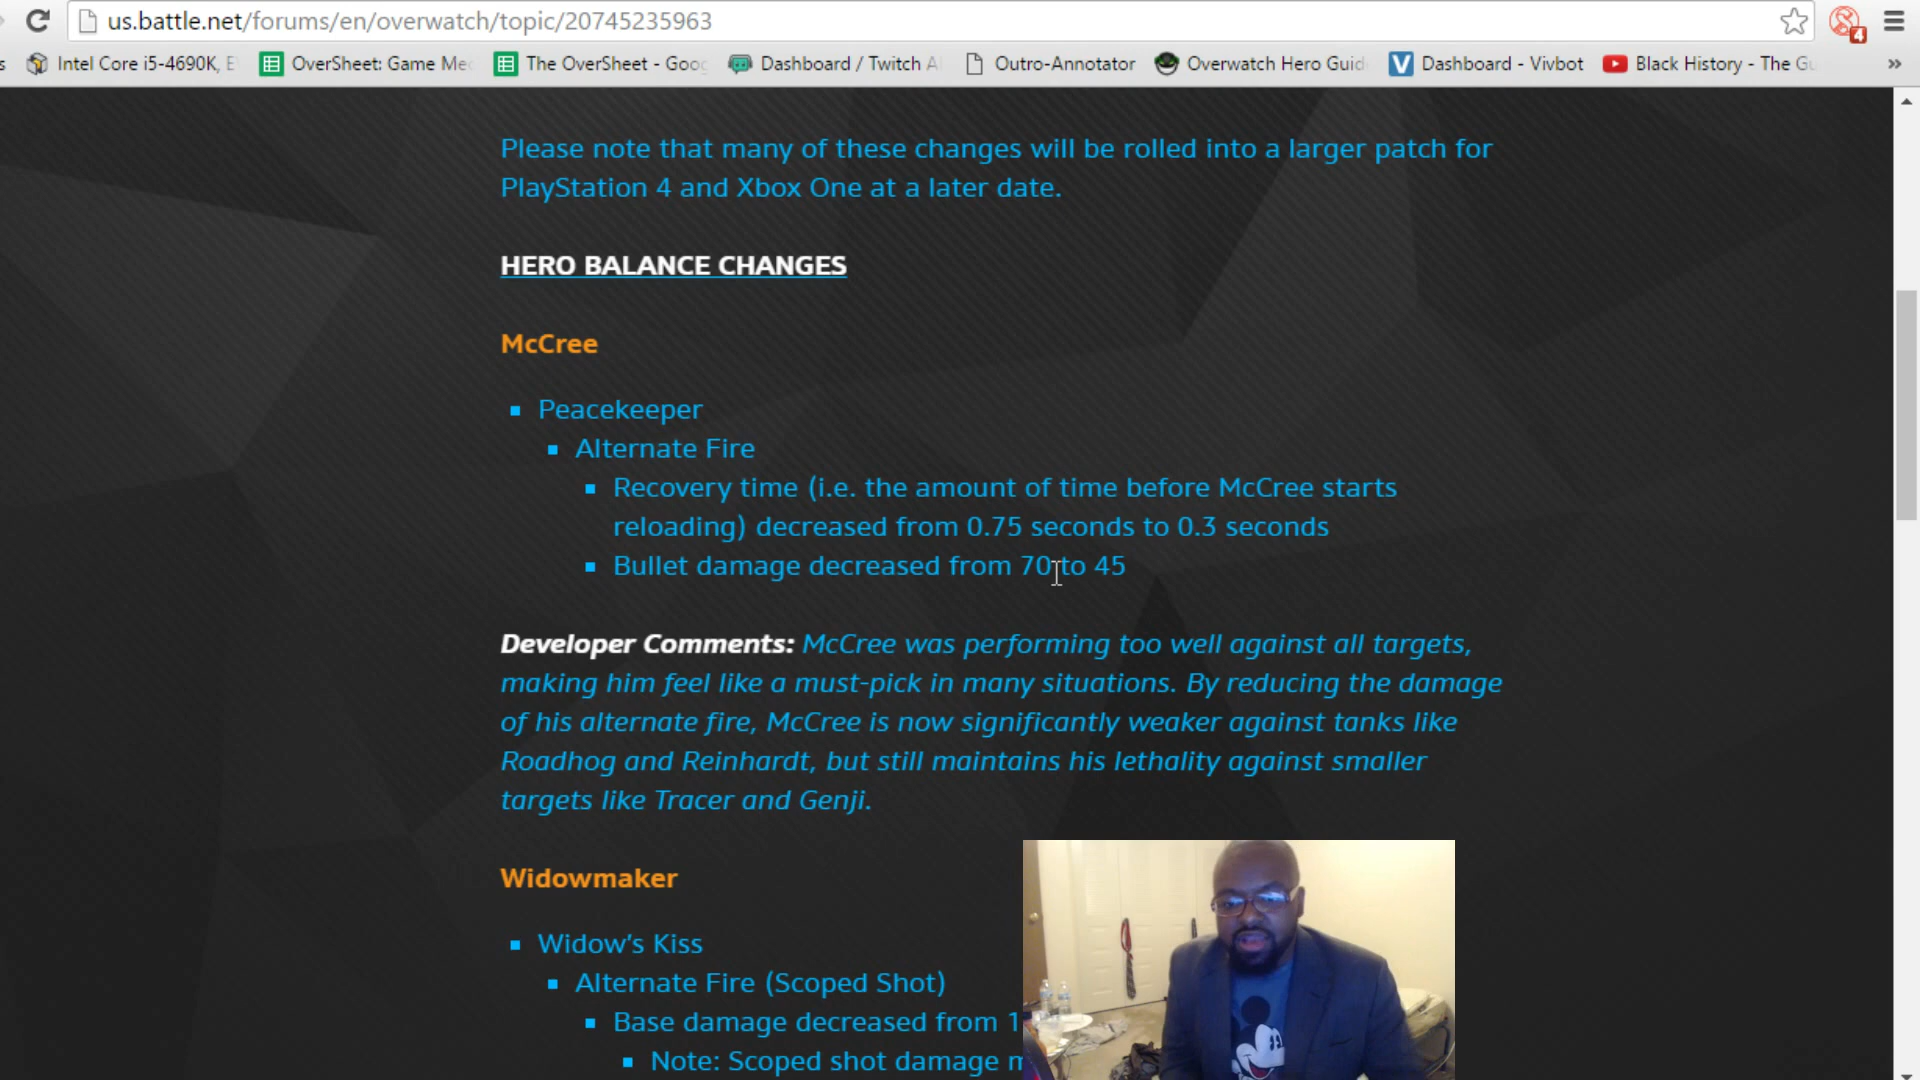 us.battle.net/forums/en/overwatch/topic/20745235963
4
s Intel Core i5-4690K, E OverSheet: Game Me The OverSheet - Goo Dashboard / Twitch A Outro-Annotator Overwatch Hero Guid Dashboard - Vivbot Black History - The Gu »
Please note that many of these changes will be rolled into a larger patch for
PlayStation 4 and Xbox One at a later date.
HERO BALANCE CHANGES
McCree
Peacekeeper
Alternate Fire
Recovery time (i.e. the amount of time before McCree starts
reloading) decreased from 0.75 seconds to 0.3 seconds
Bullet damage decreased from 70 to 45
Developer Comments: McCree was performing too well against all targets,
making him feel like a must-pick in many situations. By reducing the damage
of his alternate fire, McCree is now significantly weaker against tanks like
Roadhog and Reinhardt, but still maintains his lethality against smaller
targets like Tracer and Genji.
Widowmaker
Widow's Kiss
Alternate Fire (Scoped Shot)
Base damage decreased from 1
Note: Scoped shot damage